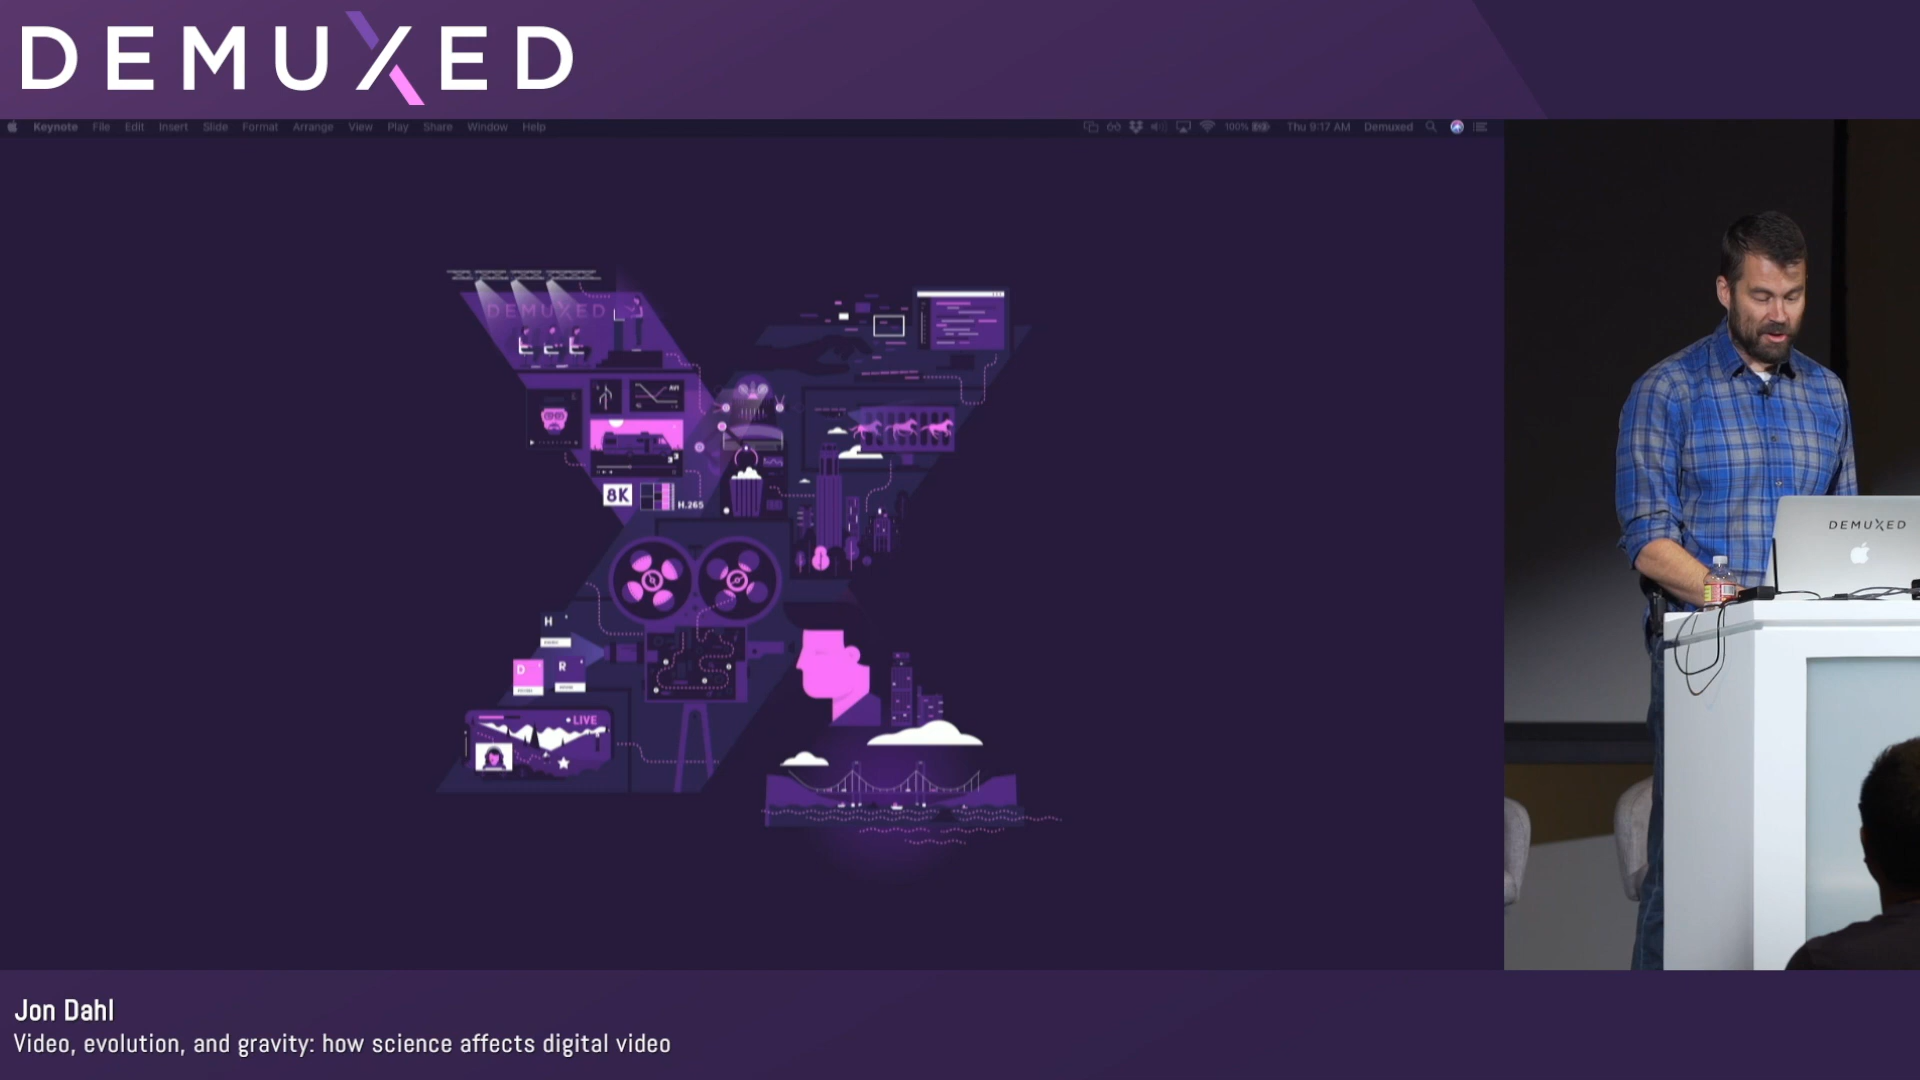 DEMUXED
Keynote File Edit Insert Slide Format Arrange View Play Share Window Help
100% Thu 9:17 AM Demuxed
DEMUXED
AVI
8K
H.265
H
D
R
LIVE
DEMUXED
Jon Dahl
Video, evolution, and gravity: how science affects digital video